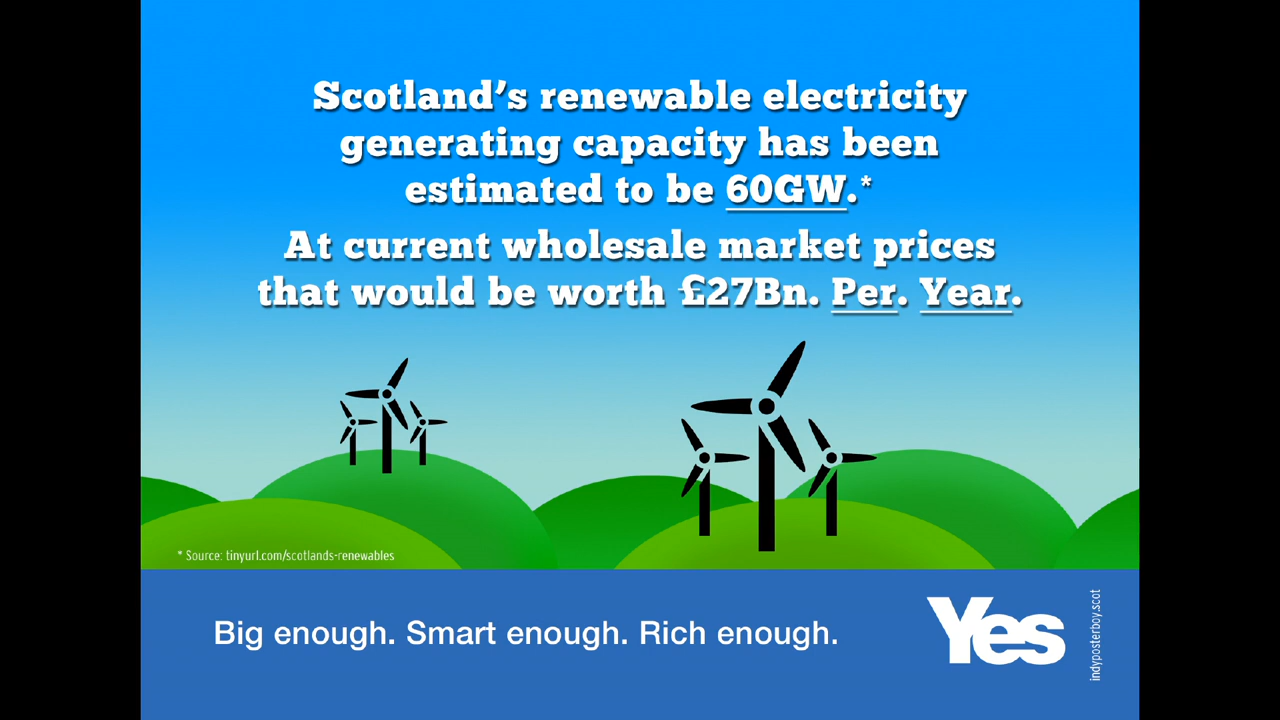 Scotland's renewable electricity
generating capacity has been
estimated to be 60GW.*
At current wholesale market prices
that would be worth £27Bn. Per. Year.
* Source: tinyurl.com/scotlands-renewables
Big enough. Smart enough. Rich enough.
Yes
indyposterboy.scot